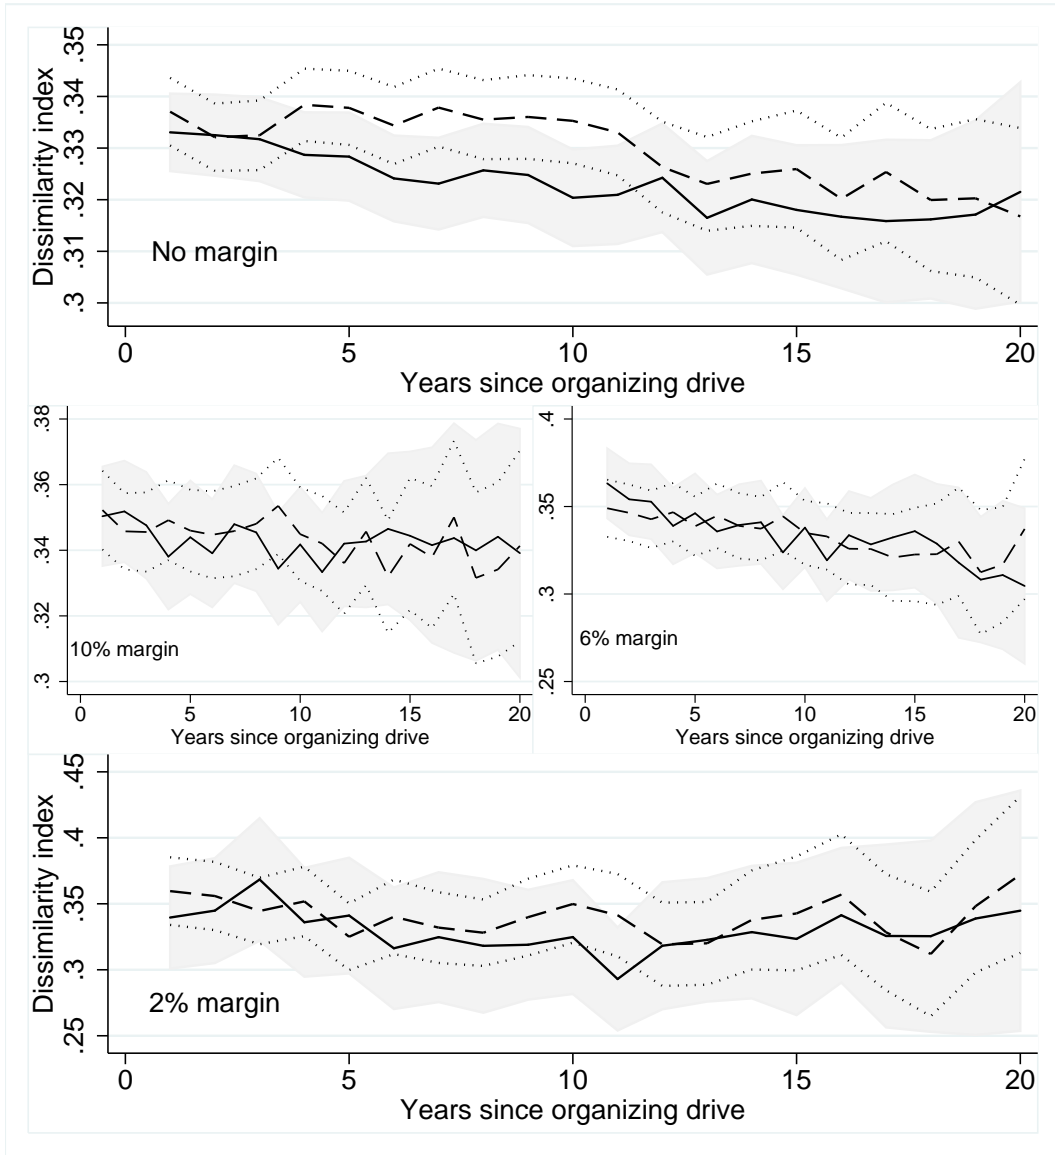 Dissimilarity index
.35
.34
.33
.32
.31
.3
No margin
0 5 10 15 20
Years since organizing drive
.38
.36
.34
.32
.3
10% margin
0 5 10 15 20
Years since organizing drive
.4
.35
.3
.25
6% margin
0 5 10 15 20
Years since organizing drive
Dissimilarity index
.45
.4
.35
.3
.25
2% margin
0 5 10 15 20
Years since organizing drive